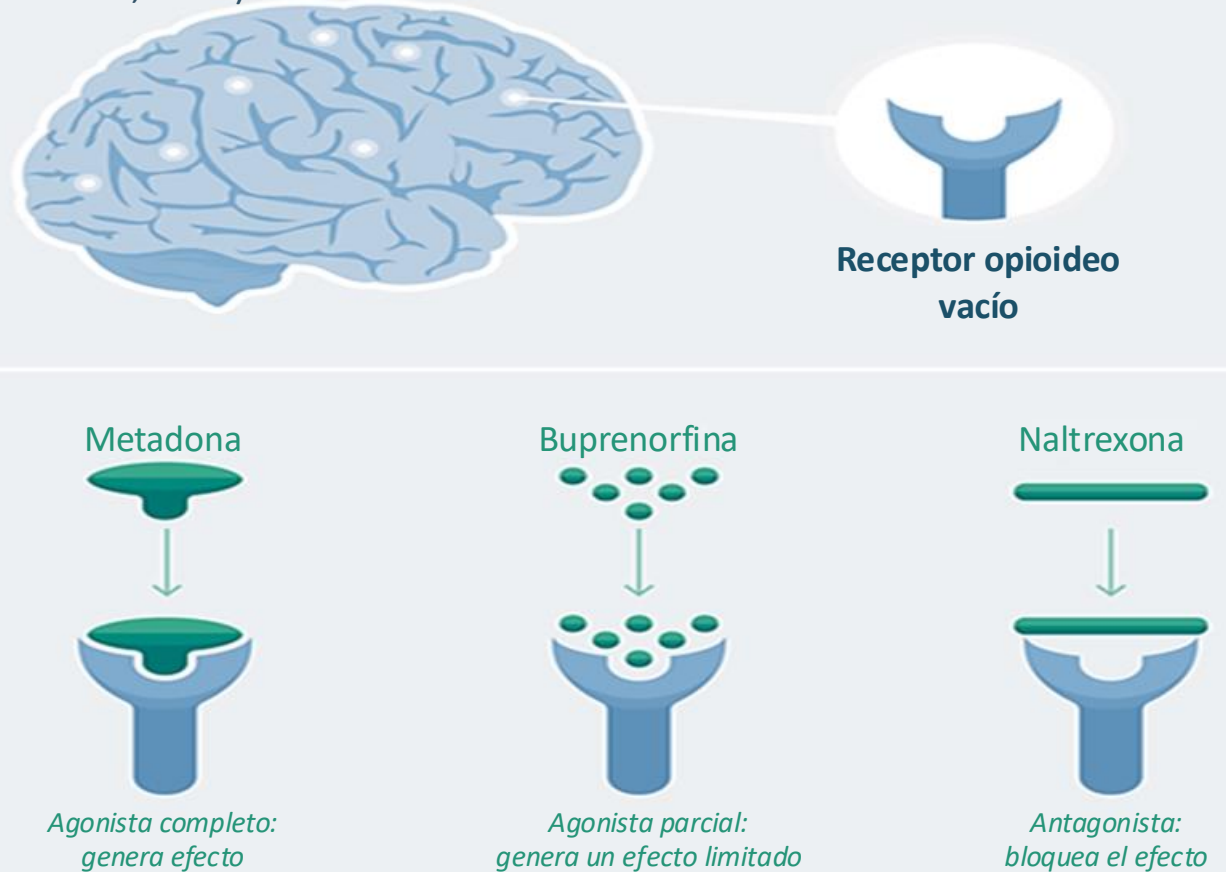 Receptor opioideo
vacío
Metadona
Buprenorfina
Naltrexona
Agonista completo:
genera efecto
Agonista parcial:
genera un efecto limitado
Antagonista:
bloquea el efecto